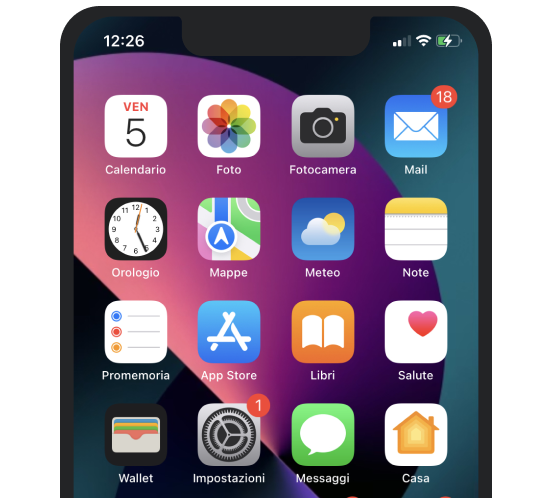 12:26
18
VEN
5
Calendario
Foto
Fotocamera
Mail
Orologio
Mappe
Meteo
Note
Promemoria
App Store
Libri
Salute
1
Wallet
Impostazioni
Messaggi
Casa